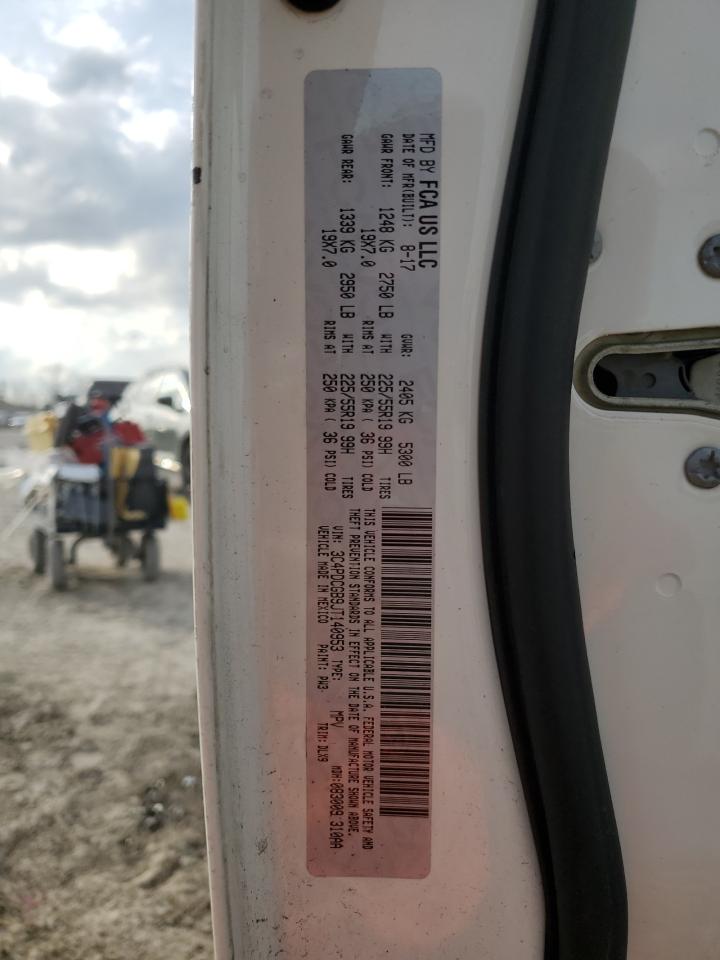 MFD BY FCA US LLC
DATE OF MFR(BUILT): 8-17 GVWR: 2405 KG 5300 LB
GAWR FRONT: 1248 KG 2750 LB WITH 225/55R19 99H TIRES
19X7.0 RIMS AT 250 KPA ( 36 PSI) COLD
GAWR REAR: 1339 KG 2950 LB WITH 225/55R19 99H TIRES
19X7.0 RIMS AT 250 KPA ( 36 PSI) COLD
THIS VEHICLE CONFORMS TO ALL APPLICABLE U.S.A. FEDERAL MOTOR VEHICLE SAFETY AND
THEFT PREVENTION STANDARDS IN EFFECT ON THE DATE OF MANUFACTURE SHOWN ABOVE.
VIN: 3C4PDCGB9JT140953 TYPE: MPV MDH:083009 310AA
VEHICLE MADE IN MEXICO PAINT: PW3 TRIM: DLX9